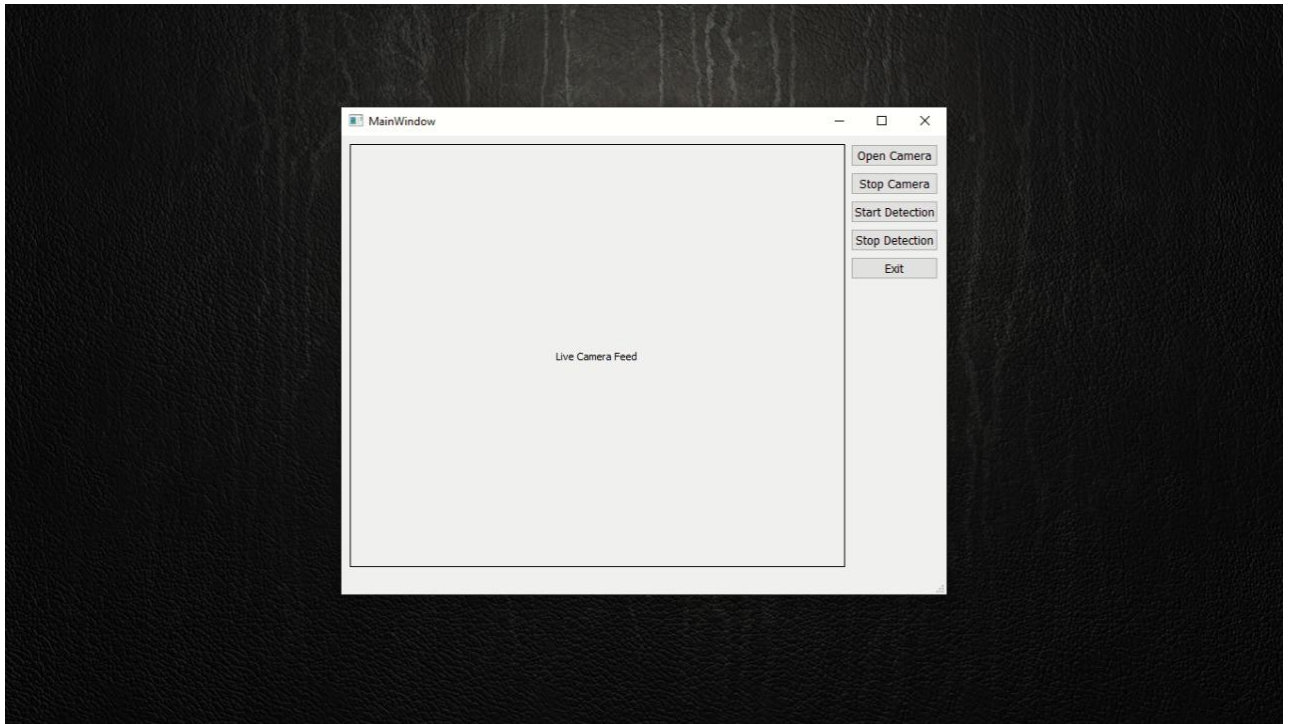 MainWindow
Open Camera
Stop Camera
Start Detection
Stop Detection
Exit
Live Camera Feed